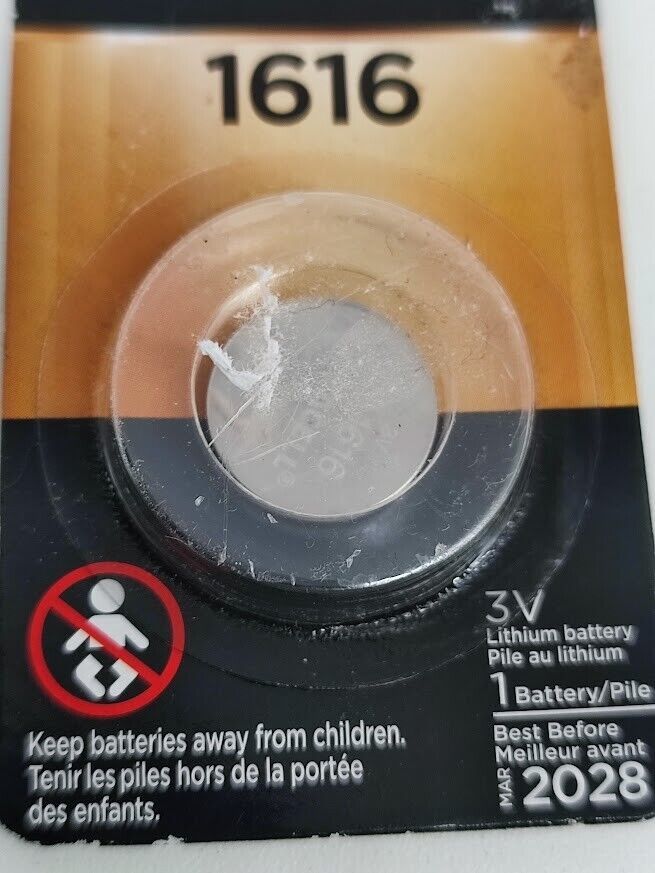 1616
3V
Lithium battery
Pile au lithium
1 Battery/Pile
Best Before
Meilleur avant
MAR 2028
Keep batteries away from children.
Tenir les piles hors de la portée
des enfants.